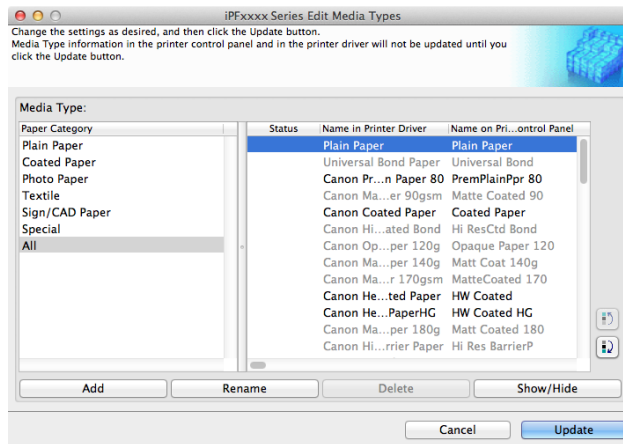 iPFxxxx Series Edit Media Types
Change the settings as desired, and then click the Update button.
Media Type information in the printer control panel and in the printer driver will not be updated until you
click the Update button.
Media Type:
Paper Category Status Name in Printer Driver Name on Pri...ontrol Panel
Plain Paper Plain Paper Plain Paper
Coated Paper Universal Bond Paper Universal Bond
Photo Paper Canon Pr...n Paper 80 PremPlainPpr 80
Textile Canon Ma...er 90gsm Matte Coated 90
Sign/CAD Paper Canon Coated Paper Coated Paper
Special Canon Hi...ated Bond Hi ResCtd Bond
All Canon Op...per 120g Opaque Paper 120
Canon Ma...per 140g Matt Coat 140g
Canon Ma...r 170gsm MatteCoated 170
Canon He...ted Paper HW Coated
Canon He...PaperHG HW Coated HG
Canon Ma...per 180g Matt Coated 180
Canon Hi...rrier Paper Hi Res BarrierP
Add Rename Delete Show/Hide
Cancel Update